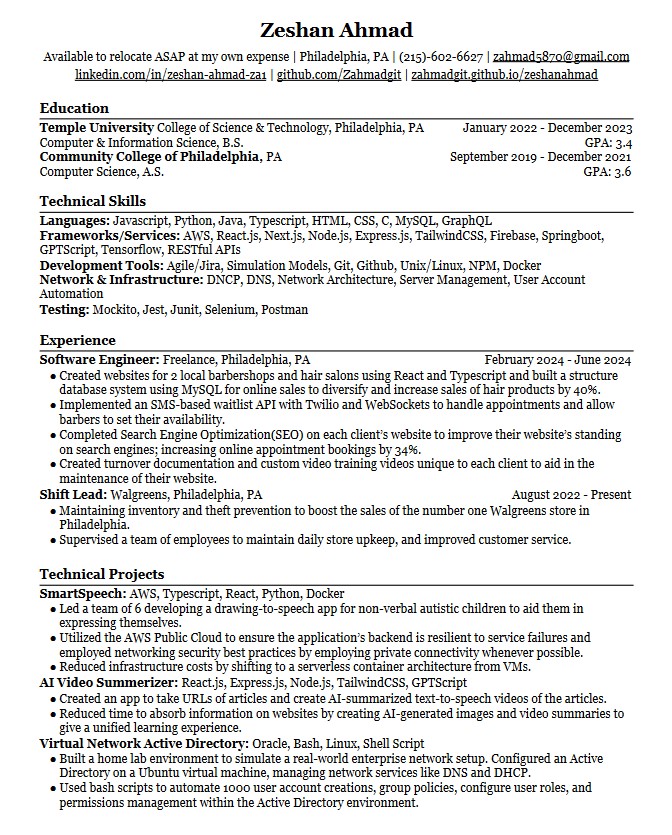 Zeshan Ahmad
Available to relocate ASAP at my own expense | Philadelphia, PA | (215)-602-6627 | zahmad5870@gmail.com
linkedin.com/in/zeshan-ahmad-za1 | github.com/Zahmadgit | zahmadgit.github.io/zeshanahmad
Education
Temple University College of Science & Technology, Philadelphia, PA January 2022 - December 2023
Computer & Information Science, B.S. GPA: 3.4
Community College of Philadelphia, PA September 2019 - December 2021
Computer Science, A.S. GPA: 3.6
Technical Skills
Languages: Javascript, Python, Java, Typescript, HTML, CSS, C, MySQL, GraphQL
Frameworks/Services: AWS, React.js, Next.js, Node.js, Express.js, TailwindCSS, Firebase, Springboot,
GPTScript, Tensorflow, RESTful APIs
Development Tools: Agile/Jira, Simulation Models, Git, Github, Unix/Linux, NPM, Docker
Network & Infrastructure: DNCP, DNS, Network Architecture, Server Management, User Account
Automation
Testing: Mockito, Jest, Junit, Selenium, Postman
Experience
Software Engineer: Freelance, Philadelphia, PA February 2024 - June 2024
● Created websites for 2 local barbershops and hair salons using React and Typescript and built a structure
database system using MySQL for online sales to diversify and increase sales of hair products by 40%.
● Implemented an SMS-based waitlist API with Twilio and WebSockets to handle appointments and allow
barbers to set their availability.
● Completed Search Engine Optimization(SEO) on each client's website to improve their website's standing
on search engines; increasing online appointment bookings by 34%.
● Created turnover documentation and custom video training videos unique to each client to aid in the
maintenance of their website.
Shift Lead: Walgreens, Philadelphia, PA August 2022 - Present
● Maintaining inventory and theft prevention to boost the sales of the number one Walgreens store in
Philadelphia.
● Supervised a team of employees to maintain daily store upkeep, and improved customer service.
Technical Projects
SmartSpeech: AWS, Typescript, React, Python, Docker
● Led a team of 6 developing a drawing-to-speech app for non-verbal autistic children to aid them in
expressing themselves.
● Utilized the AWS Public Cloud to ensure the application's backend is resilient to service failures and
employed networking security best practices by employing private connectivity whenever possible.
● Reduced infrastructure costs by shifting to a serverless container architecture from VMs.
AI Video Summerizer: React.js, Express.js, Node.js, TailwindCSS, GPTScript
● Created an app to take URLs of articles and create AI-summarized text-to-speech videos of the articles.
● Reduced time to absorb information on websites by creating AI-generated images and video summaries to
give a unified learning experience.
Virtual Network Active Directory: Oracle, Bash, Linux, Shell Script
● Built a home lab environment to simulate a real-world enterprise network setup. Configured an Active
Directory on a Ubuntu virtual machine, managing network services like DNS and DHCP.
● Used bash scripts to automate 1000 user account creations, group policies, configure user roles, and
permissions management within the Active Directory environment.